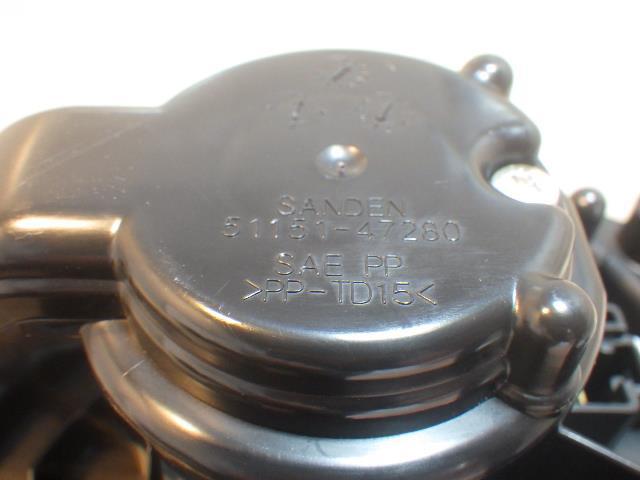 SANDEN
51151-47280
SAE PP
>PP-TD15<